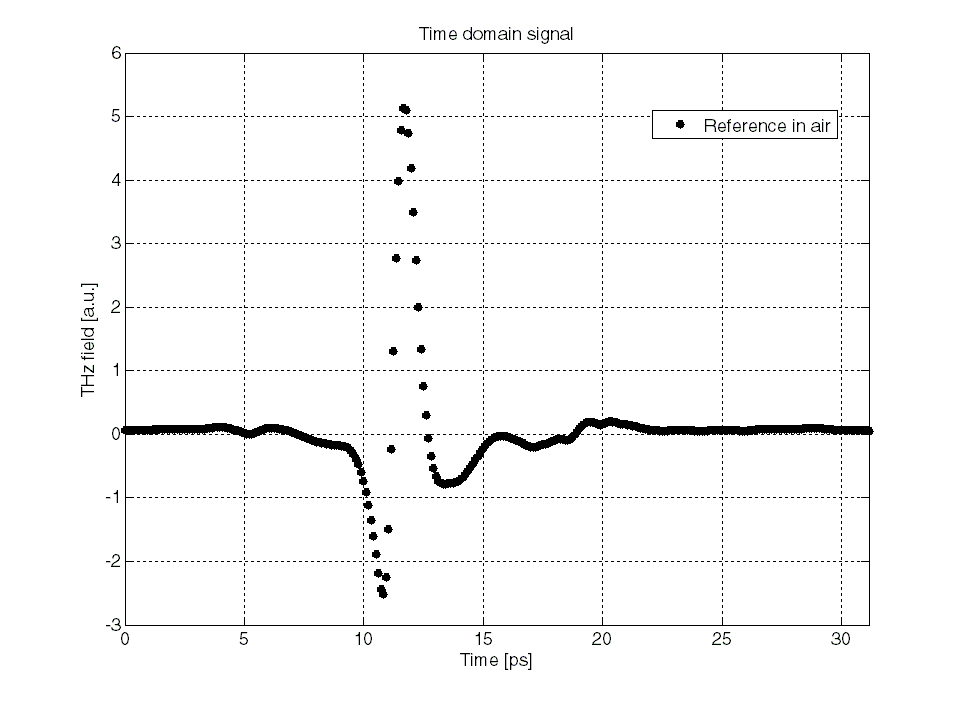 Time domain signal
6
5
4
3
2
1
0
-1
-2
-3
THz field [a.u.]
Reference in air
0 5 10 15 20 25 30
Time [ps]